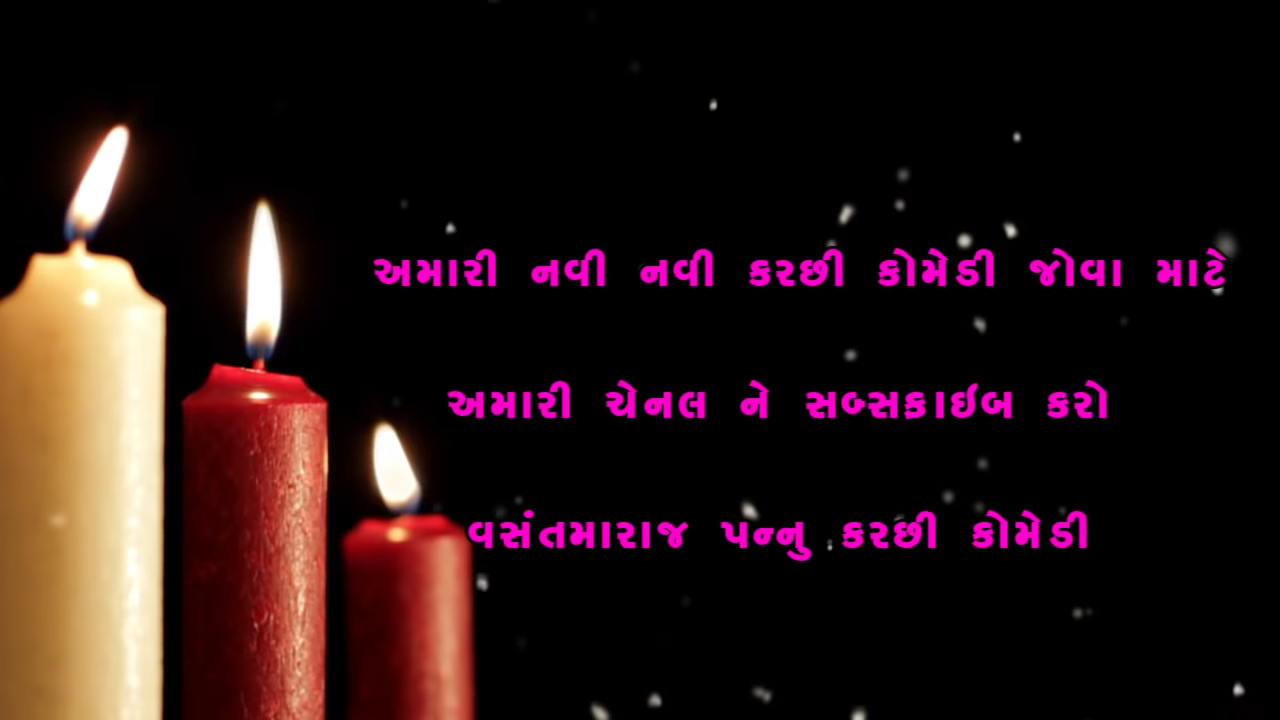 અમારી નવી નવી કરછી કોમેડી જોવા માટે
અમારી ચેનલ ને સબ્સકાઇબ કરો
વસંતમારાજ પન્નુ કરછી કોમેડી